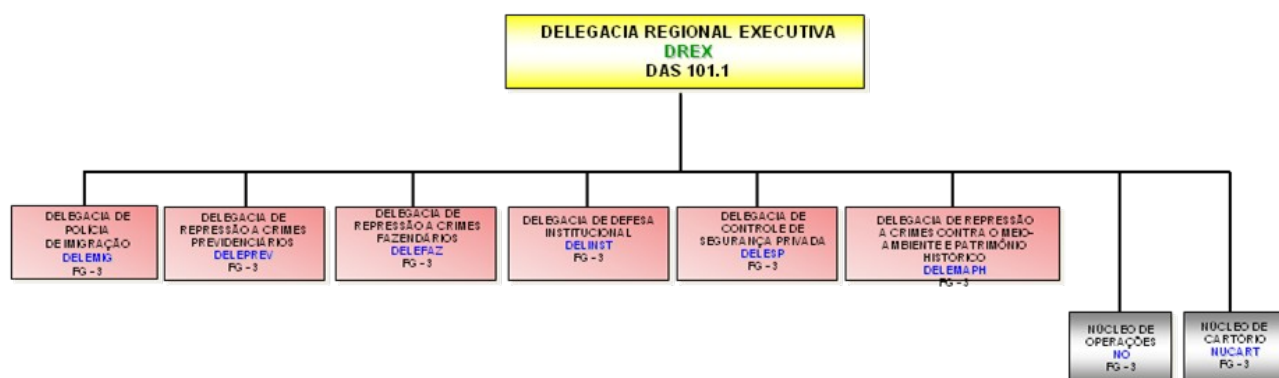 DELEGACIA REGIONAL EXECUTIVA
DREX
DAS 101.1
DELEGACIA DE
POLÍCIA
DE IMIGRAÇÃO
DELEMIG
FG - 3
DELEGACIA DE
REPRESSÃO A CRIMES
PREVIDENCIÁRIOS
DELEPREV
FG - 3
DELEGACIA DE
REPRESSÃO A CRIMES
FAZENDÁRIOS
DELEFAZ
FG - 3
DELEGACIA DE DEFESA
INSTITUCIONAL
DELINST
FG - 3
DELEGACIA DE
CONTROLE DE
SEGURANÇA PRIVADA
DELESP
FG - 3
DELEGACIA DE REPRESSÃO
A CRIMES CONTRA O MEIO-
AMBIENTE E PATRIMÔNIO
HISTÓRICO
DELEMAPH
FG - 3
NÚCLEO DE
OPERAÇÕES
NO
FG - 3
NÚCLEO DE
CARTÓRIO
NUCART
FG - 3